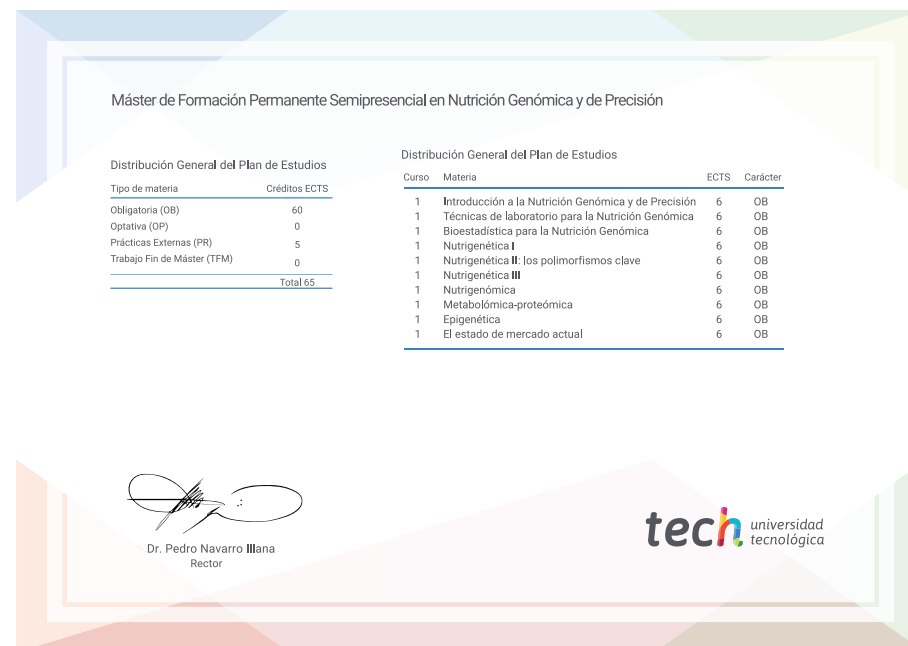 Máster de Formación Permanente Semipresencial en Nutrición Genómica y de Precisión
Distribución General del Plan de Estudios
Tipo de materia Créditos ECTS
Obligatoria (OB) 60
Optativa (OP) 0
Prácticas Externas (PR) 5
Trabajo Fin de Máster (TFM) 0
Total 65
Distribución General del Plan de Estudios
Curso Materia ECTS Carácter
1 Introducción a la Nutrición Genómica y de Precisión 6 OB
1 Técnicas de laboratorio para la Nutrición Genómica 6 OB
1 Bioestadística para la Nutrición Genómica 6 OB
1 Nutrigenética I 6 OB
1 Nutrigenética II: los polimorfismos clave 6 OB
1 Nutrigenética III 6 OB
1 Nutrigenómica 6 OB
1 Metabolómica-proteómica 6 OB
1 Epigenética 6 OB
1 El estado de mercado actual 6 OB
Dr. Pedro Navarro Illana
Rector
tech universidad
tecnológica